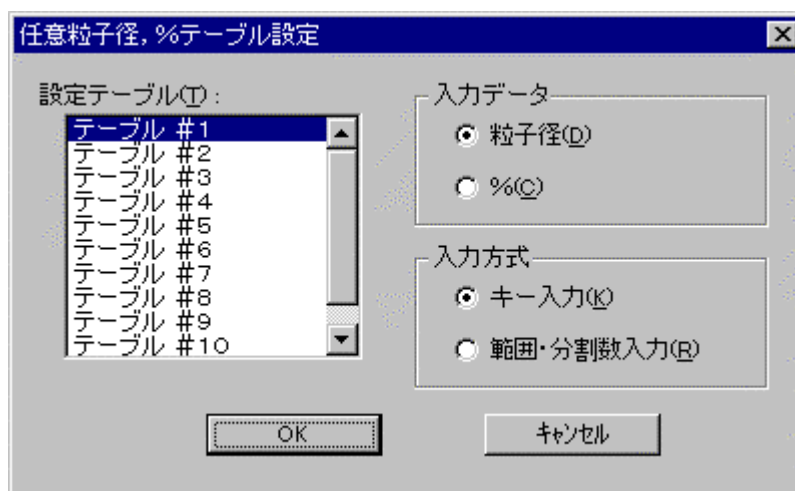 任意粒子径,%テーブル設定
設定テーブル(T):
テーブル #1
テーブル #2
テーブル #3
テーブル #4
テーブル #5
テーブル #6
テーブル #7
テーブル #8
テーブル #9
テーブル #10
入力データ
粒子径(D)
%(C)
入力方式
キー入力(K)
範囲・分割数入力(R)
OK
キャンセル